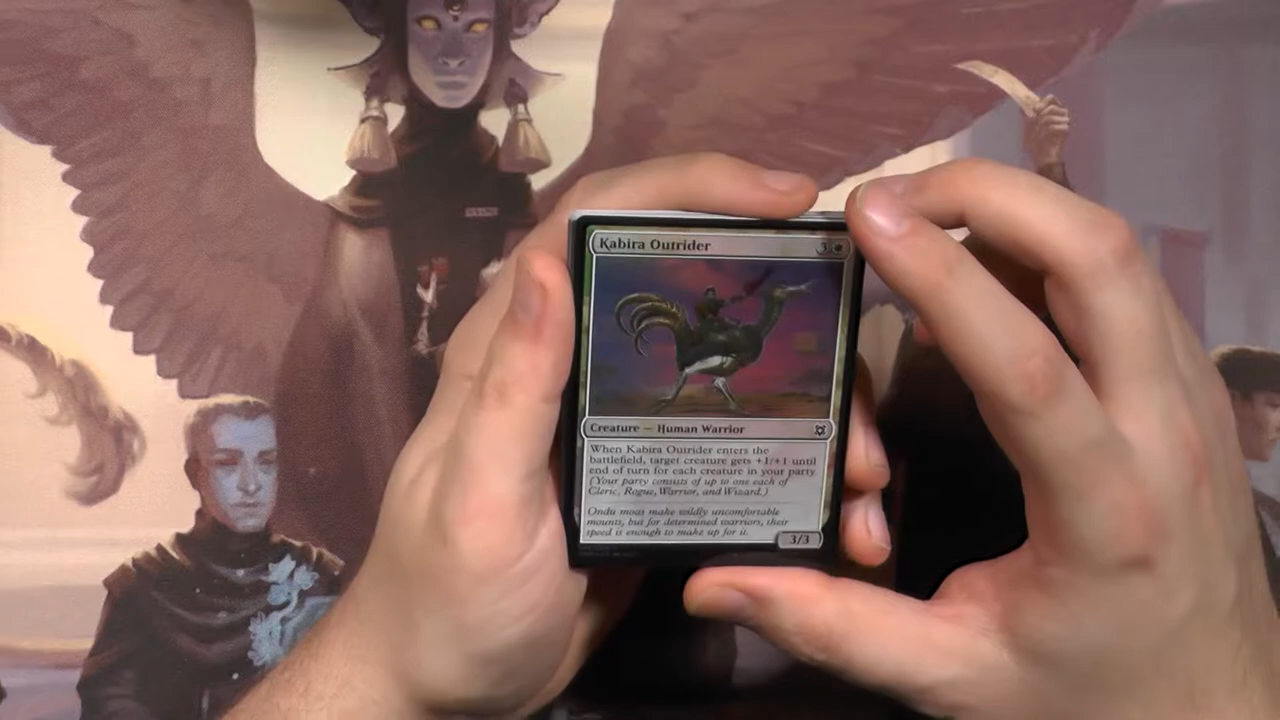 Kabira Outrider 3
Creature — Human Warrior
When Kabira Outrider enters the
battlefield, target creature gets +1/+1 until
end of turn for each creature in your party.
(Your party consists of up to one each of
Cleric, Rogue, Warrior, and Wizard.)
Ondu moas make wildly uncomfortable
mounts, but for determined warriors, their
speed is enough to make up for it.
3/3